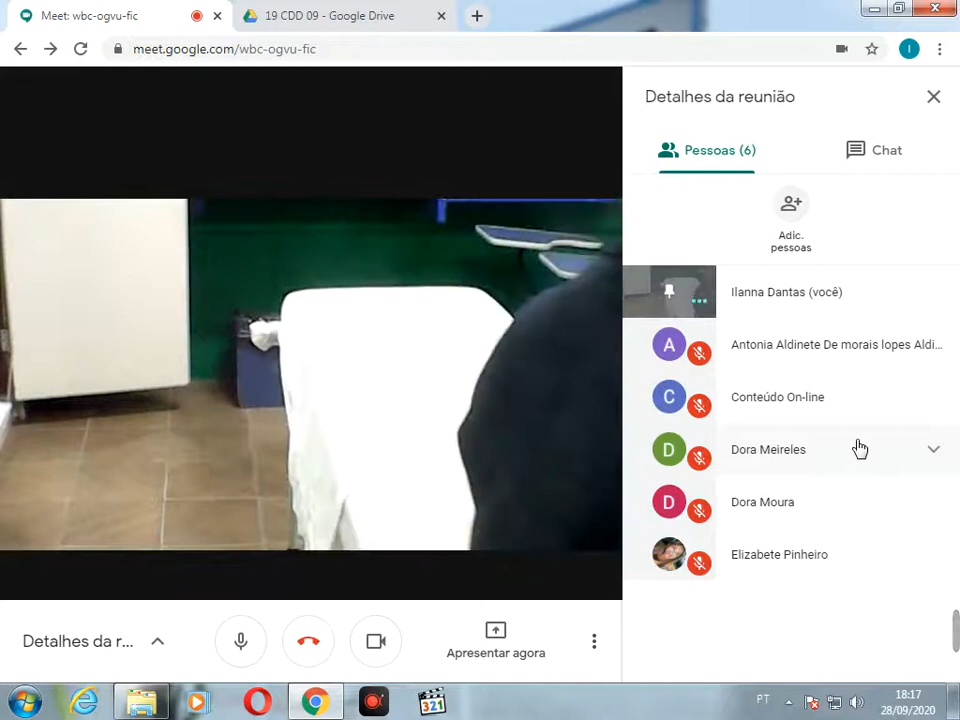 Meet: wbc-ogvu-fic
19 CDD 09 - Google Drive
meet.google.com/wbc-ogvu-fic
I
Detalhes da reunião
Pessoas (6)
Chat
Adic.
pessoas
Ilanna Dantas (você)
A
Antonia Aldinete De morais lopes Aldi...
C
Conteúdo On-line
D
Dora Meireles
D
Dora Moura
Elizabete Pinheiro
Detalhes da r...
Apresentar agora
321
PT
18:17
28/09/2020